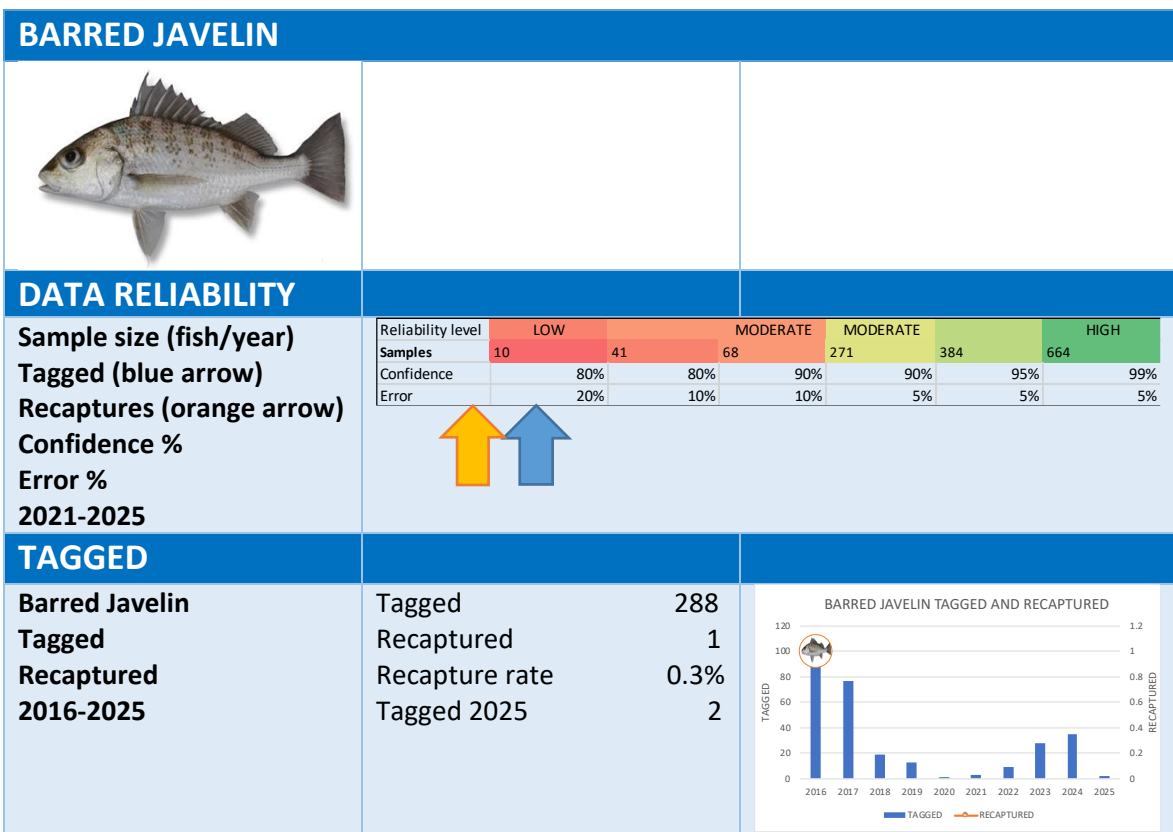 BARRED JAVELIN
DATA RELIABILITY
Sample size (fish/year)
Tagged (blue arrow)
Recaptures (orange arrow)
Confidence %
Error %
2021-2025
Reliability level LOW MODERATE MODERATE HIGH
Samples 10 41 68 271 384 664
Confidence 80% 80% 90% 90% 95% 99%
Error 20% 10% 10% 5% 5% 5%
TAGGED
Barred Javelin
Tagged
Recaptured
2016-2025
Tagged 288
Recaptured 1
Recapture rate 0.3%
Tagged 2025 2
BARRED JAVELIN TAGGED AND RECAPTURED
120 1.2
100 1
80 0.8
60 0.6
40 0.4
20 0.2
0 0
TAGGED
RECAPTURED
2016 2017 2018 2019 2020 2021 2022 2023 2024 2025
TAGGED RECAPTURED